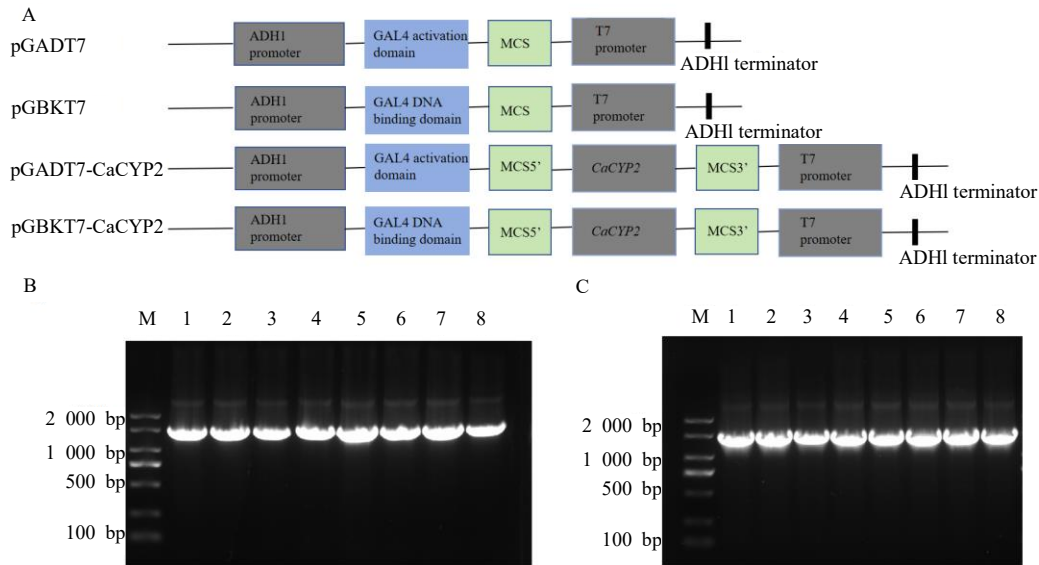 A
pGADT7
ADH1
promoter
GAL4 activation
domain
MCS
T7
promoter
ADHl terminator
pGBKT7
ADH1
promoter
GAL4 DNA
binding domain
MCS
T7
promoter
ADHl terminator
pGADT7-CaCYP2
ADH1
promoter
GAL4 activation
domain
MCS5’
CaCYP2
MCS3’
T7
promoter
ADHl terminator
pGBKT7-CaCYP2
ADH1
promoter
GAL4 DNA
binding domain
MCS5’
CaCYP2
MCS3’
T7
promoter
ADHl terminator
B
M 1 2 3 4 5 6 7 8
2 000 bp
1 000 bp
500 bp
100 bp
C
M 1 2 3 4 5 6 7 8
2 000 bp
1 000 bp
500 bp
100 bp